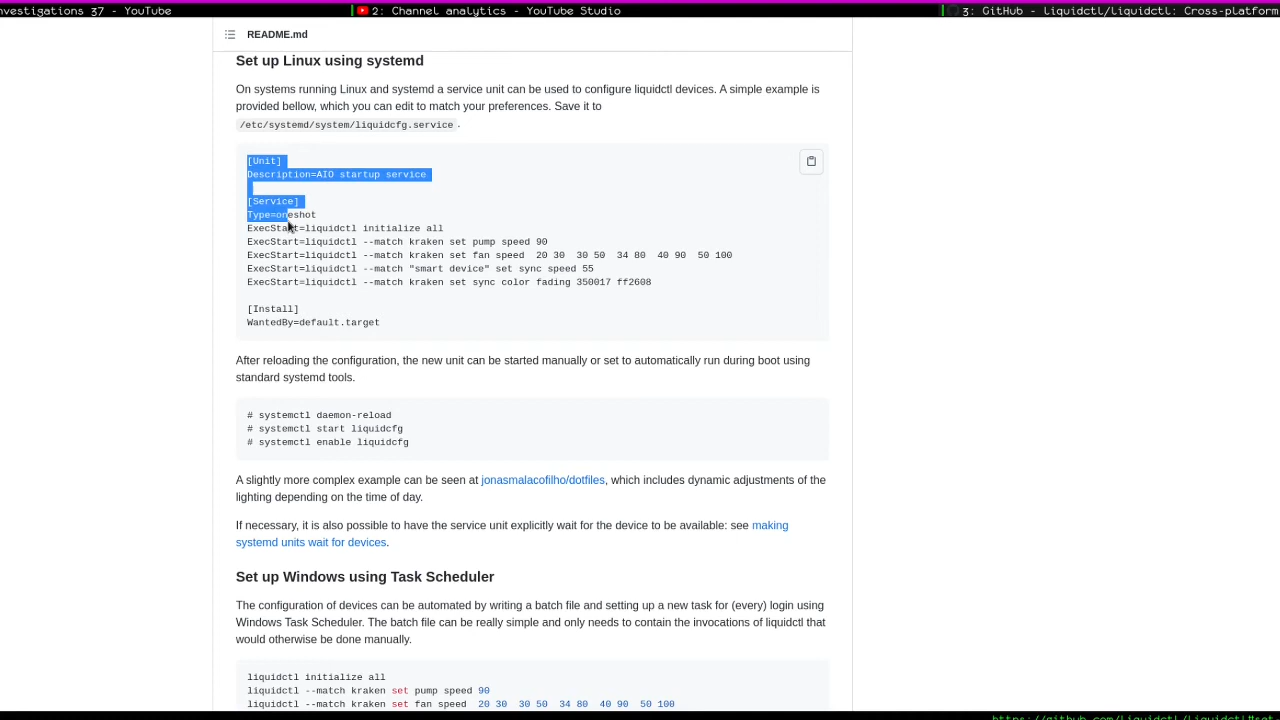 nvestigations 37 - YouTube
2: Channel analytics - YouTube Studio
3: GitHub - liquidctl/liquidctl: Cross-platform
README.md
Set up Linux using systemd
On systems running Linux and systemd a service unit can be used to configure liquidctl devices. A simple example is
provided bellow, which you can edit to match your preferences. Save it to
/etc/systemd/system/liquidcfg.service .
[Unit]
Description=AIO startup service
[Service]
Type=oneshot
ExecStart=liquidctl initialize all
ExecStart=liquidctl --match kraken set pump speed 90
ExecStart=liquidctl --match kraken set fan speed  20 30  30 50  34 80  40 90  50 100
ExecStart=liquidctl --match "smart device" set sync speed 55
ExecStart=liquidctl --match kraken set sync color fading 350017 ff2608
[Install]
WantedBy=default.target
After reloading the configuration, the new unit can be started manually or set to automatically run during boot using
standard systemd tools.
# systemctl daemon-reload
# systemctl start liquidcfg
# systemctl enable liquidcfg
A slightly more complex example can be seen at jonasmalacofilho/dotfiles, which includes dynamic adjustments of the
lighting depending on the time of day.
If necessary, it is also possible to have the service unit explicitly wait for the device to be available: see making
systemd units wait for devices.
Set up Windows using Task Scheduler
The configuration of devices can be automated by writing a batch file and setting up a new task for (every) login using
Windows Task Scheduler. The batch file can be really simple and only needs to contain the invocations of liquidctl that
would otherwise be done manually.
liquidctl initialize all
liquidctl --match kraken set pump speed 90
liquidctl --match kraken set fan speed  20 30  30 50  34 80  40 90  50 100